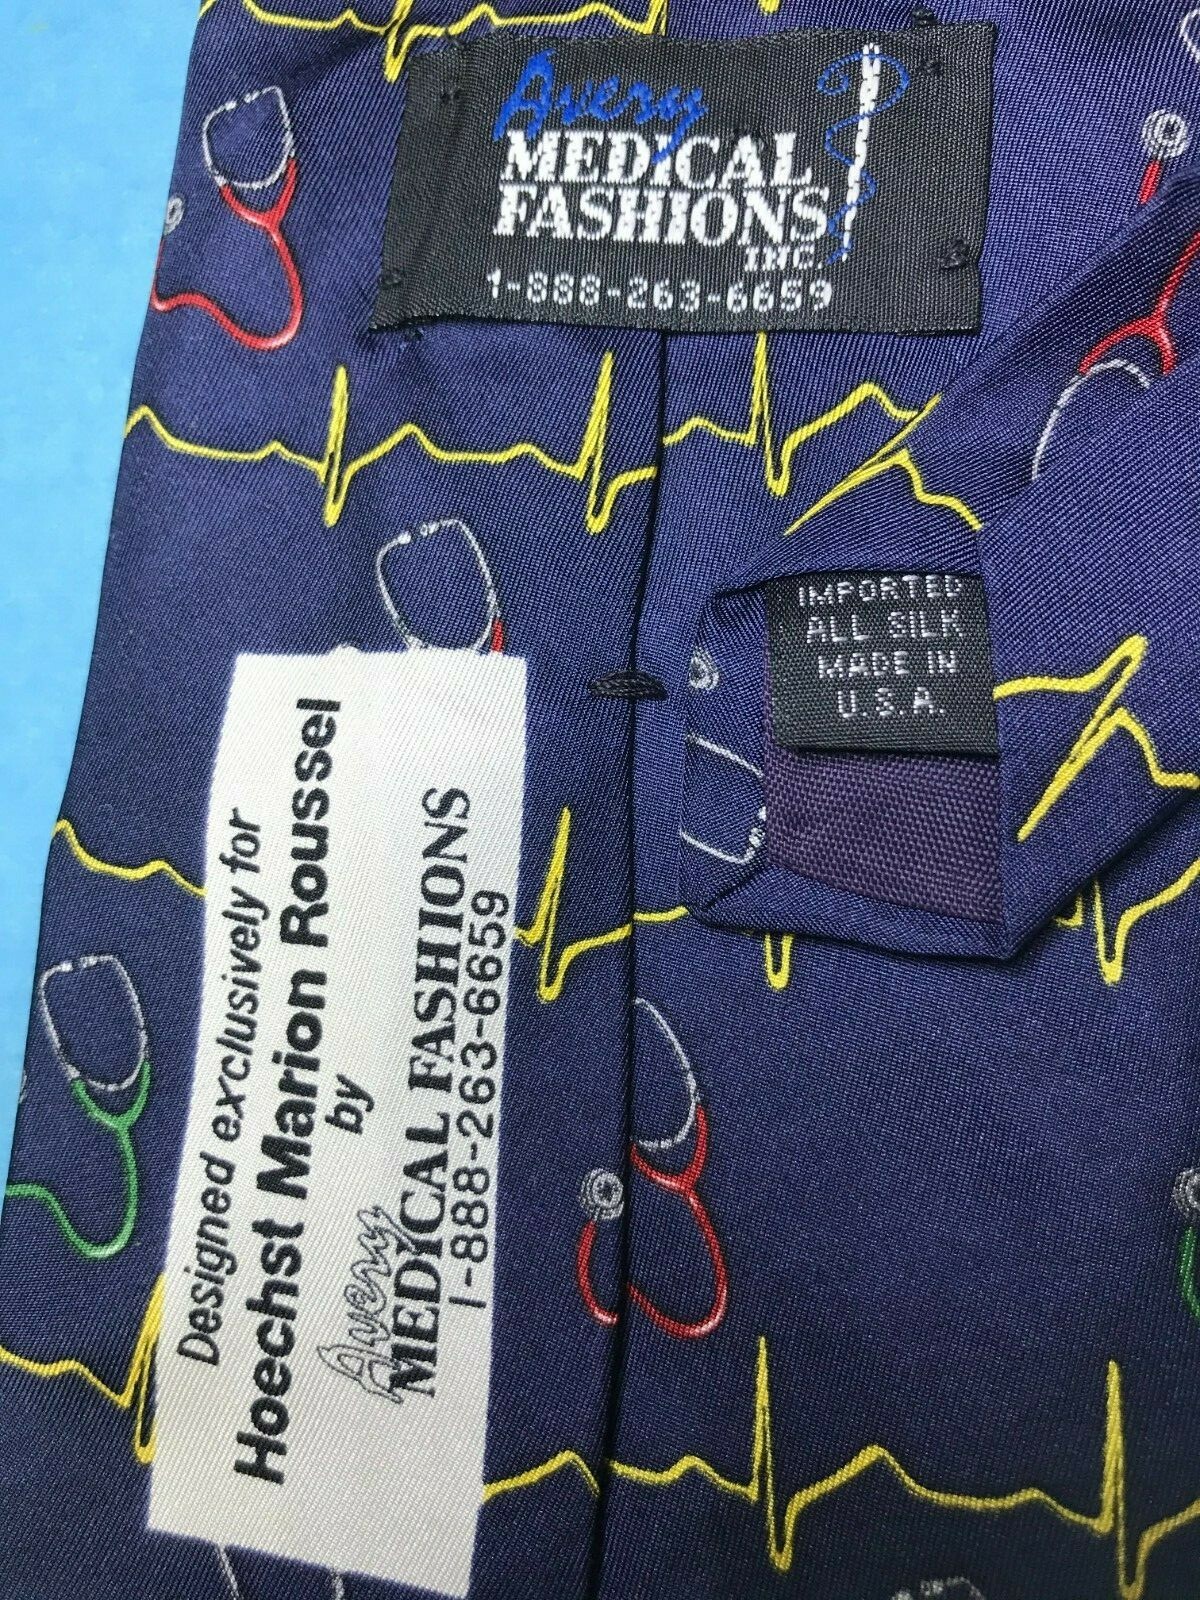 Avery
MEDICAL
FASHIONS
INC.
1-888-263-6659
IMPORTED
ALL SILK
MADE IN
U.S.A.
Designed exclusively for
Hoechst Marion Roussel
by
Avery
MEDICAL FASHIONS
1-888-263-6659